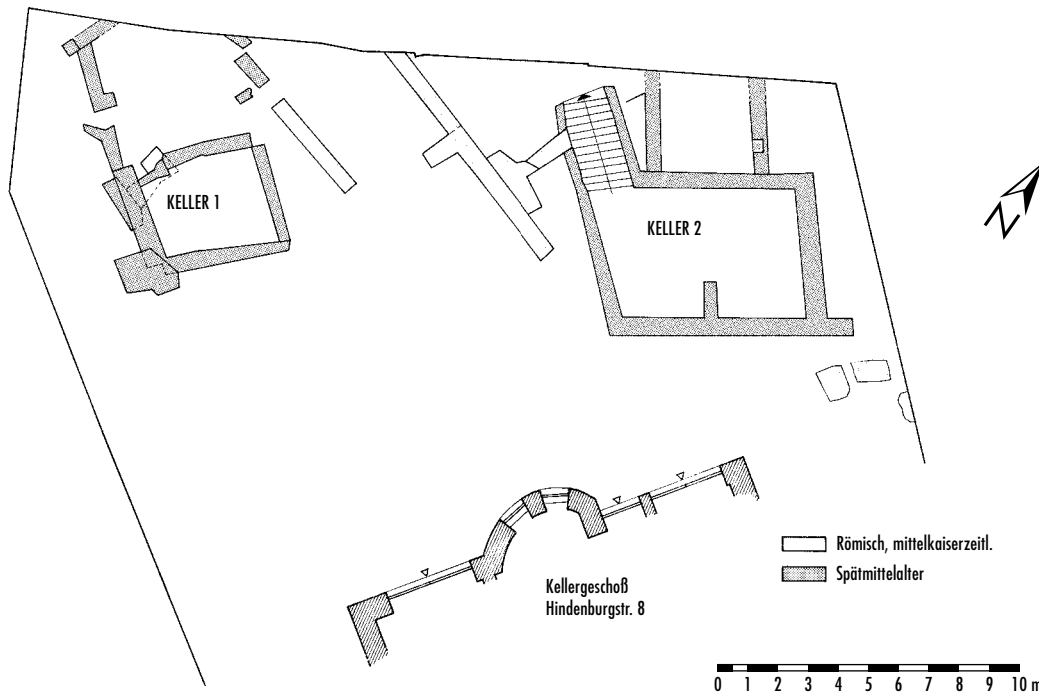 KELLER 1
KELLER 2
N
Römisch, mittelkaiserzeitl.
Spätmittelalter
Kellergeschoß
Hindenburgstr. 8
0 1 2 3 4 5 6 7 8 9 10 m